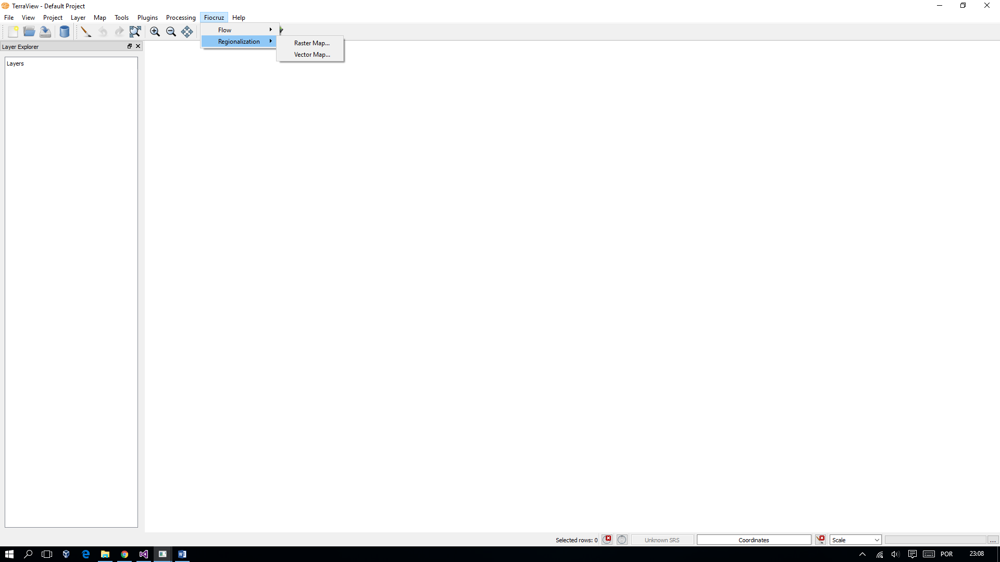 TerraView - Default Project
File View Project Layer Map Tools Plugins Processing Fiocruz Help
Flow
Regionalization
Raster Map...
Vector Map...
Layer Explorer
Layers
Selected rows: 0 Unknown SRS Coordinates Scale ...
POR 23:08